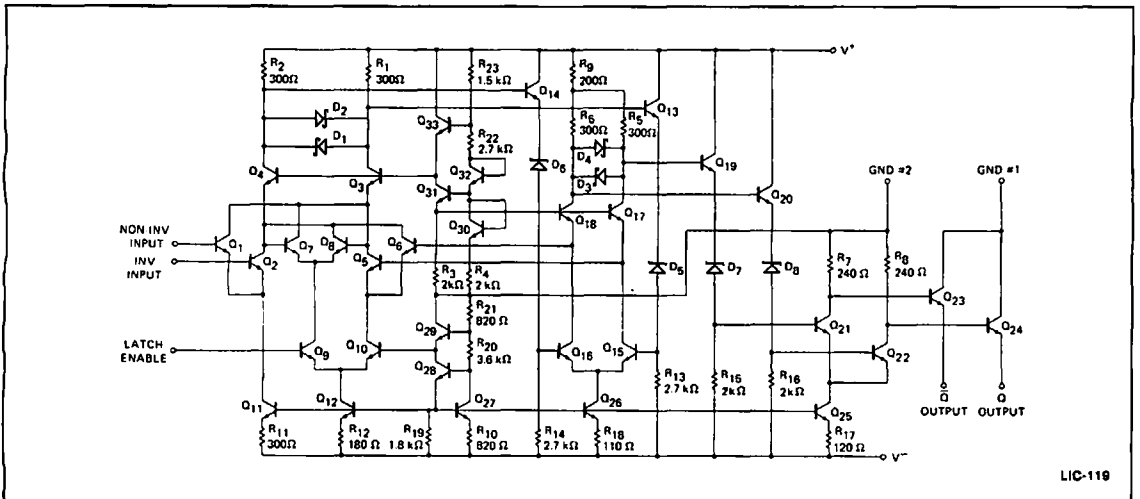 V+
R2
300Ω
R1
300Ω
R23
1.5 kΩ
Q14
R9
200Ω
Q13
D2
D1
Q33
R22
2.7 kΩ
D6
R6
300Ω
R5
300Ω
D4
D3
Q19
Q20
Q4
Q3
Q31
Q32
Q30
Q18
Q17
GND #2
GND #1
NON INV
INPUT
INV
INPUT
Q1
Q2
Q7
Q8
Q6
Q5
R3
2kΩ
R4
2 kΩ
D5
D7
D8
R7
240 Ω
R8
240 Ω
Q23
Q24
R21
820 Ω
Q29
R20
3.6 kΩ
Q28
Q21
Q22
LATCH
ENABLE
Q9
Q10
Q16
Q15
R13
2.7 kΩ
R15
2kΩ
R16
2 kΩ
Q̅
OUTPUT
Q
OUTPUT
Q11
Q12
Q27
Q26
Q25
R11
300Ω
R12
180 Ω
R19
1.8 kΩ
R10
820 Ω
R14
2.7 kΩ
R18
110 Ω
R17
120 Ω
V−
LIC-119